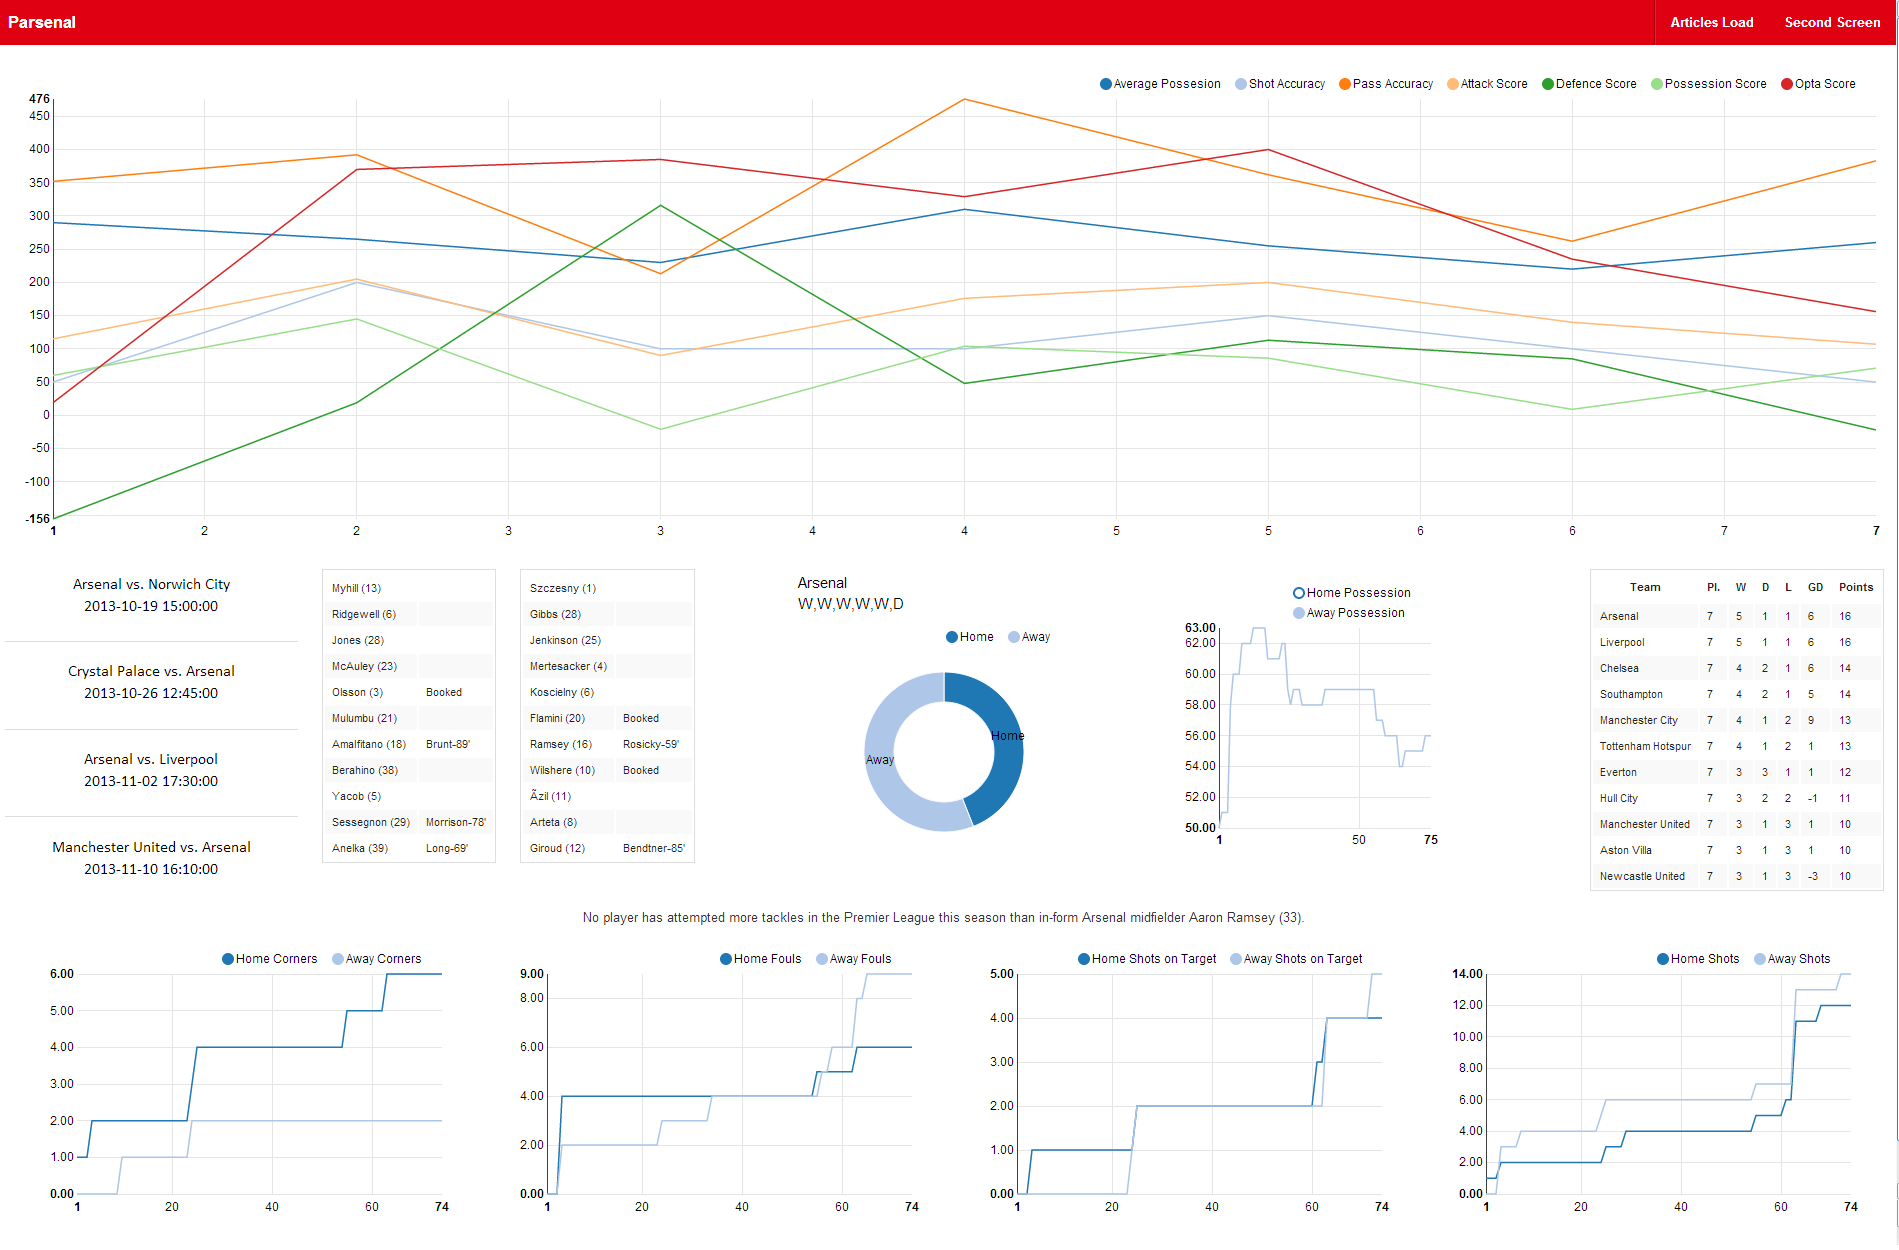 Parsenal
Articles Load
Second Screen
Average Possesion
Shot Accuracy
Pass Accuracy
Attack Score
Defence Score
Possession Score
Opta Score
476
450
400
350
300
250
200
150
100
50
0
-50
-100
-156
1 2 2 3 3 4 4 5 5 6 6 7 7
Arsenal vs. Norwich City
2013-10-19 15:00:00
Crystal Palace vs. Arsenal
2013-10-26 12:45:00
Arsenal vs. Liverpool
2013-11-02 17:30:00
Manchester United vs. Arsenal
2013-11-10 16:10:00
Myhill (13)
Ridgewell (6)
Jones (28)
McAuley (23)
Olsson (3) Booked
Mulumbu (21)
Amalfitano (18) Brunt-89'
Berahino (38)
Yacob (5)
Sessegnon (29) Morrison-78'
Anelka (39) Long-69'
Szczesny (1)
Gibbs (28)
Jenkinson (25)
Mertesacker (4)
Koscielny (6)
Flamini (20) Booked
Ramsey (16) Rosicky-59'
Wilshere (10) Booked
Ãzil (11)
Arteta (8)
Giroud (12) Bendtner-85'
Arsenal
W,W,W,W,W,D
Home Away
Home
Away
Home Possession
Away Possession
63.00
62.00
60.00
58.00
56.00
54.00
52.00
50.00
1 50 75
Team Pl. W D L GD Points
Arsenal 7 5 1 1 6 16
Liverpool 7 5 1 1 6 16
Chelsea 7 4 2 1 6 14
Southampton 7 4 2 1 5 14
Manchester City 7 4 1 2 9 13
Tottenham Hotspur 7 4 1 2 1 13
Everton 7 3 3 1 1 12
Hull City 7 3 2 2 -1 11
Manchester United 7 3 1 3 1 10
Aston Villa 7 3 1 3 1 10
Newcastle United 7 3 1 3 -3 10
No player has attempted more tackles in the Premier League this season than in-form Arsenal midfielder Aaron Ramsey (33).
Home Corners Away Corners
6.00
5.00
4.00
3.00
2.00
1.00
0.00
1 20 40 60 74
Home Fouls Away Fouls
9.00
8.00
6.00
4.00
2.00
0.00
1 20 40 60 74
Home Shots on Target Away Shots on Target
5.00
4.00
3.00
2.00
1.00
0.00
1 20 40 60 74
Home Shots Away Shots
14.00
12.00
10.00
8.00
6.00
4.00
2.00
0.00
1 20 40 60 74